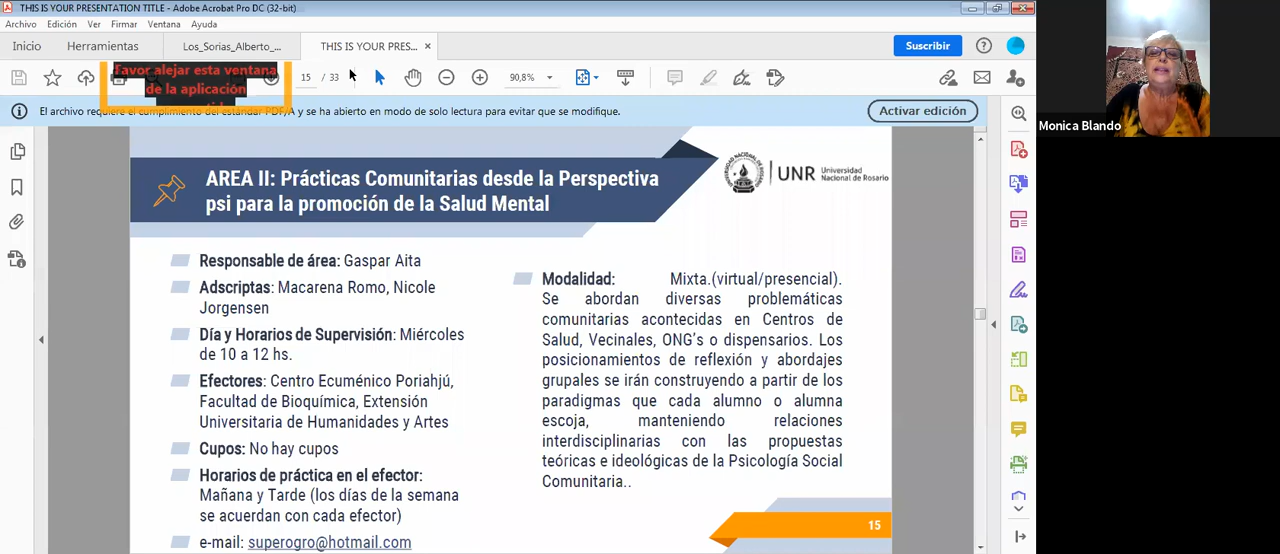 THIS IS YOUR PRESENTATION TITLE - Adobe Acrobat Pro DC (32-bit)
Archivo Edición Ver Firmar Ventana Ayuda
Inicio Herramientas Los_Sorias_Alberto_... THIS IS YOUR PRES... × Suscribir
Favor alejar esta ventana
de la aplicación
15 / 33 90,8%
El archivo requiere el cumplimiento del estándar PDF/A y se ha abierto en modo de solo lectura para evitar que se modifique. Activar edición
Monica Blando
AREA II: Prácticas Comunitarias desde la Perspectiva
psi para la promoción de la Salud Mental
UNIVERSIDAD NACIONAL DE ROSARIO
UNR Universidad
Nacional de Rosario
Responsable de área: Gaspar Aita
Adscriptas: Macarena Romo, Nicole
Jorgensen
Día y Horarios de Supervisión: Miércoles
de 10 a 12 hs.
Efectores: Centro Ecuménico Poriahjú,
Facultad de Bioquímica, Extensión
Universitaria de Humanidades y Artes
Cupos: No hay cupos
Horarios de práctica en el efector:
Mañana y Tarde (los días de la semana
se acuerdan con cada efector)
e-mail: superogro@hotmail.com
Modalidad: Mixta.(virtual/presencial).
Se abordan diversas problemáticas
comunitarias acontecidas en Centros de
Salud, Vecinales, ONG's o dispensarios. Los
posicionamientos de reflexión y abordajes
grupales se irán construyendo a partir de los
paradigmas que cada alumno o alumna
escoja, manteniendo relaciones
interdisciplinarias con las propuestas
teóricas e ideológicas de la Psicología Social
Comunitaria..
15